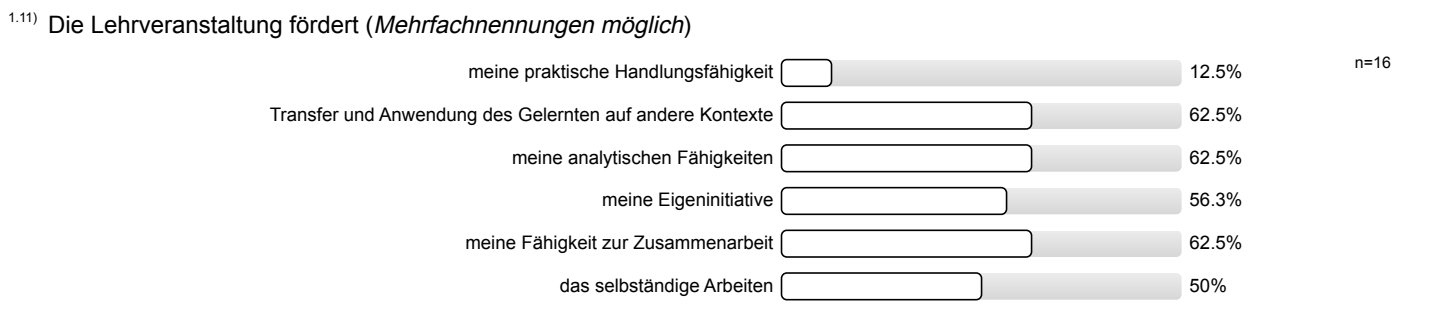 1.11) Die Lehrveranstaltung fördert (Mehrfachnennungen möglich)
n=16
meine praktische Handlungsfähigkeit 12.5%
Transfer und Anwendung des Gelernten auf andere Kontexte 62.5%
meine analytischen Fähigkeiten 62.5%
meine Eigeninitiative 56.3%
meine Fähigkeit zur Zusammenarbeit 62.5%
das selbständige Arbeiten 50%